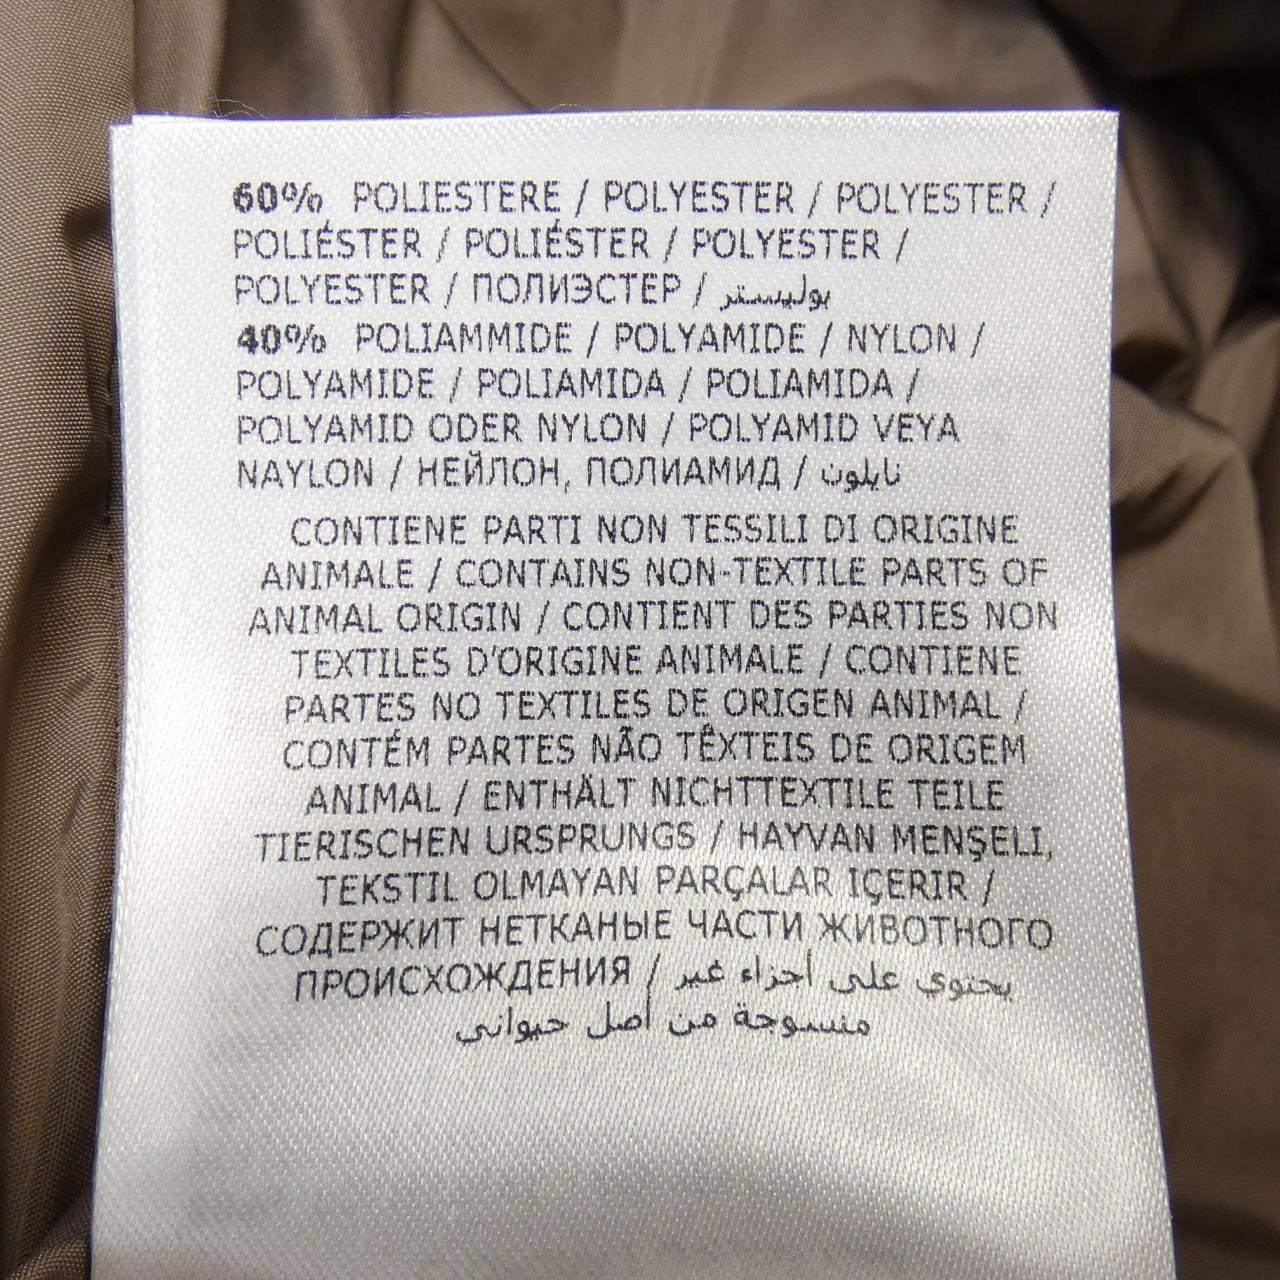 60% POLIESTERE / POLYESTER / POLYESTER /
POLIÉSTER / POLIÉSTER / POLYESTER /
POLYESTER / ПОЛИЭСТЕР / بوليستر
40% POLIAMMIDE / POLYAMIDE / NYLON /
POLYAMIDE / POLIAMIDA / POLIAMIDA /
POLYAMID ODER NYLON / POLYAMID VEYA
NAYLON / НЕЙЛОН, ПОЛИАМИД / نايلون
CONTIENE PARTI NON TESSILI DI ORIGINE
ANIMALE / CONTAINS NON-TEXTILE PARTS OF
ANIMAL ORIGIN / CONTIENT DES PARTIES NON
TEXTILES D'ORIGINE ANIMALE / CONTIENE
PARTES NO TEXTILES DE ORIGEN ANIMAL /
CONTÉM PARTES NÃO TÊXTEIS DE ORIGEM
ANIMAL / ENTHÄLT NICHTTEXTILE TEILE
TIERISCHEN URSPRUNGS / HAYVAN MENŞELI,
TEKSTIL OLMAYAN PARÇALAR IÇERIR /
СОДЕРЖИТ НЕТКАНЫЕ ЧАСТИ ЖИВОТНОГО
ПРОИСХОЖДЕНИЯ / يحتوي على أجزاء غير
منسوجة من أصل حيواني